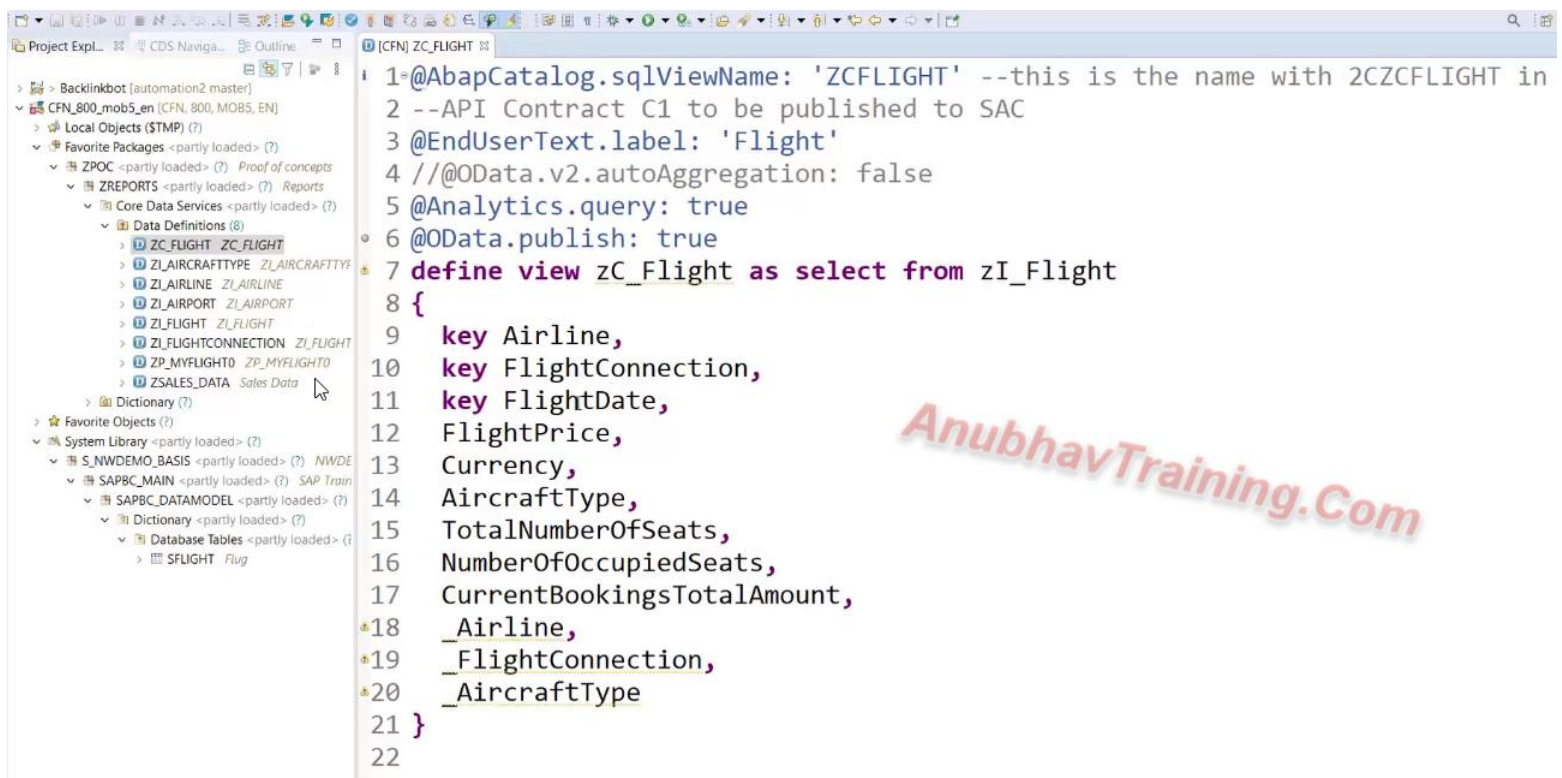 Project Expl...
CDS Naviga...
Outline
[CFN] ZC_FLIGHT
> Backlinkbot [automation2 master]
CFN_800_mob5_en [CFN, 800, MOB5, EN]
Local Objects ($TMP) (?)
Favorite Packages <partly loaded> (?)
ZPOC <partly loaded> (?) Proof of concepts
ZREPORTS <partly loaded> (?) Reports
Core Data Services <partly loaded> (?)
Data Definitions (8)
ZC_FLIGHT ZC_FLIGHT
ZI_AIRCRAFTTYPE ZI_AIRCRAFTTYP
ZI_AIRLINE ZI_AIRLINE
ZI_AIRPORT ZI_AIRPORT
ZI_FLIGHT ZI_FLIGHT
ZI_FLIGHTCONNECTION ZI_FLIGHT
ZP_MYFLIGHT0 ZP_MYFLIGHT0
ZSALES_DATA Sales Data
Dictionary (?)
Favorite Objects (?)
System Library <partly loaded> (?)
S_NWDEMO_BASIS <partly loaded> (?) NWDE
SAPBC_MAIN <partly loaded> (?) SAP Train
SAPBC_DATAMODEL <partly loaded> (?)
Dictionary <partly loaded> (?)
Database Tables <partly loaded> (?
SFLIGHT Flug
1 @AbapCatalog.sqlViewName: 'ZCFLIGHT' --this is the name with 2CZCFLIGHT in
2 --API Contract C1 to be published to SAC
3 @EndUserText.label: 'Flight'
4 //@OData.v2.autoAggregation: false
5 @Analytics.query: true
6 @OData.publish: true
7 define view zC_Flight as select from zI_Flight
8 {
9 key Airline,
10 key FlightConnection,
11 key FlightDate,
12 FlightPrice,
13 Currency,
14 AircraftType,
15 TotalNumberOfSeats,
16 NumberOfOccupiedSeats,
17 CurrentBookingsTotalAmount,
18 _Airline,
19 _FlightConnection,
20 _AircraftType
21 }
22
AnubhavTraining.Com